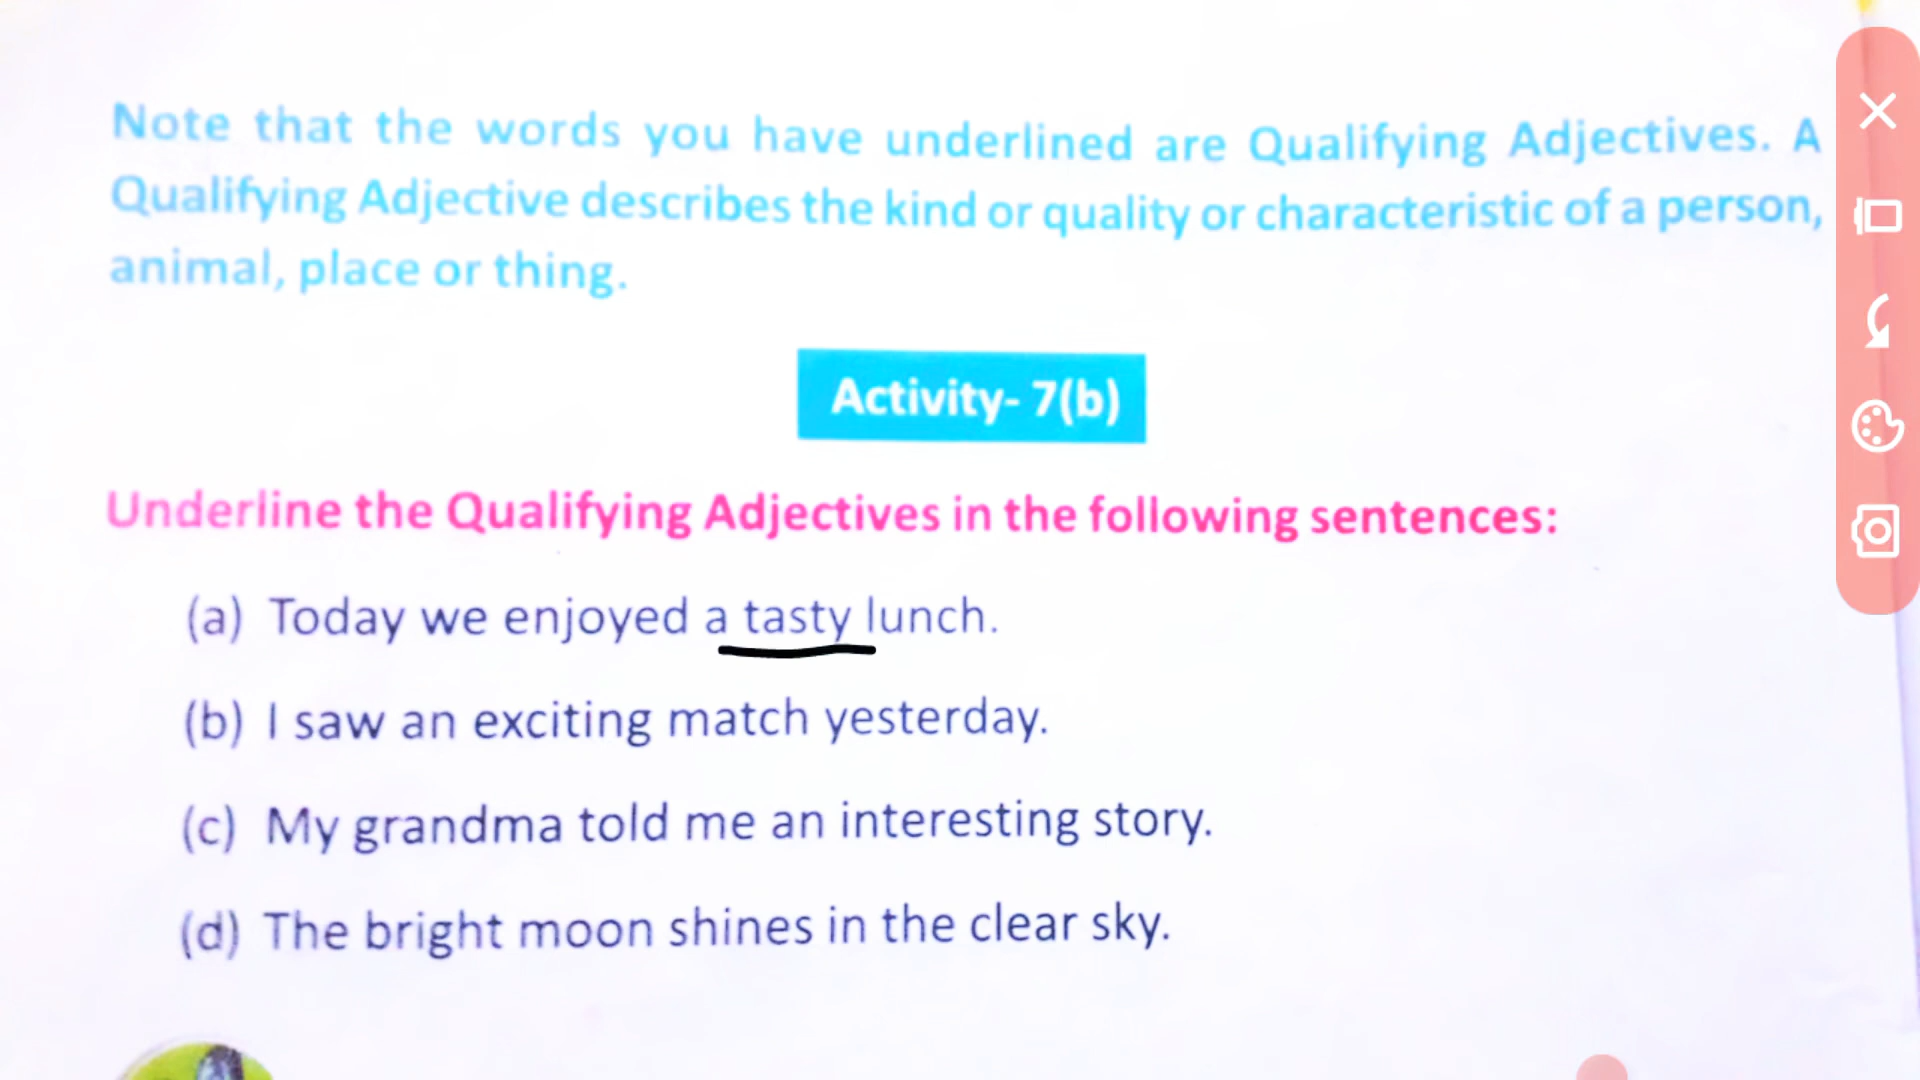 Note that the words you have underlined are Qualifying Adjectives. A
Qualifying Adjective describes the kind or quality or characteristic of a person,
animal, place or thing.
Activity- 7(b)
Underline the Qualifying Adjectives in the following sentences:
(a) Today we enjoyed a tasty lunch.
(b) I saw an exciting match yesterday.
(c) My grandma told me an interesting story.
(d) The bright moon shines in the clear sky.